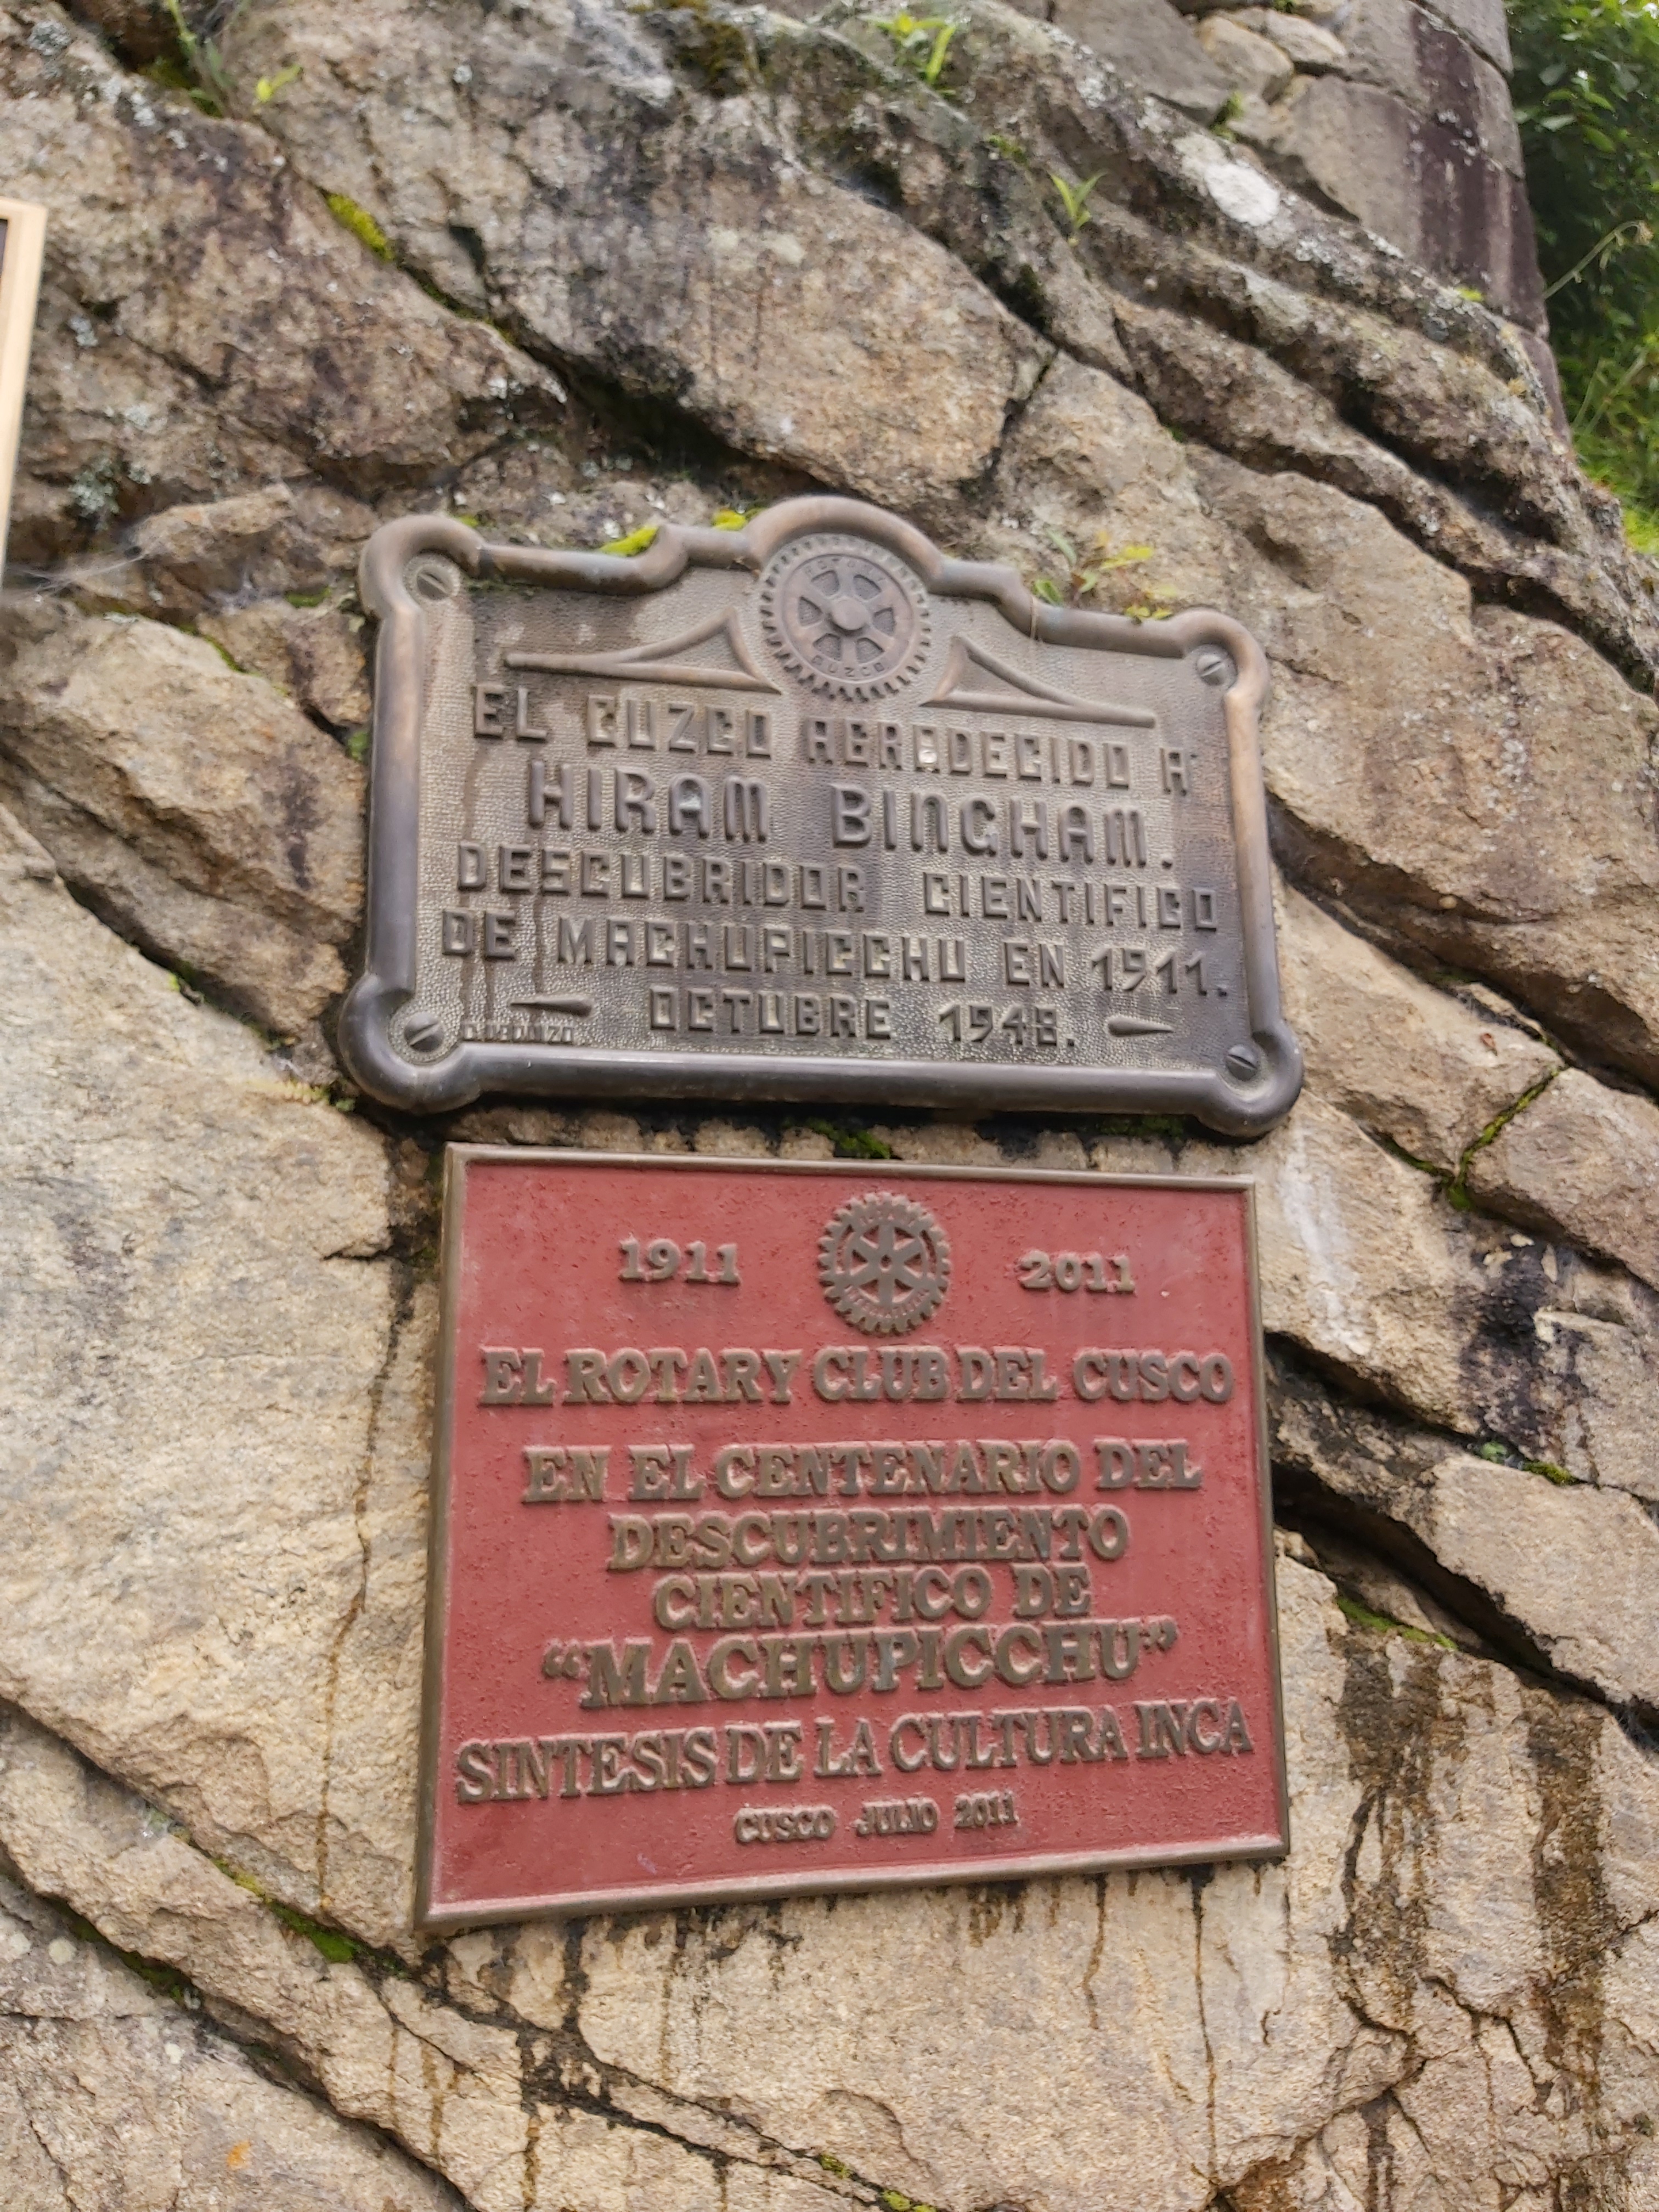 EL CUZCO AGRADECIDO A
HIRAM BINGHAM.
DESCUBRIDOR CIENTIFICO
DE MACHUPICCHU EN 1911.
OCTUBRE 1948.
1911 2011
EL ROTARY CLUB DEL CUSCO
EN EL CENTENARIO DEL
DESCUBRIMIENTO
CIENTIFICO DE
“MACHUPICCHU”
SINTESIS DE LA CULTURA INCA
CUSCO JULIO 2011